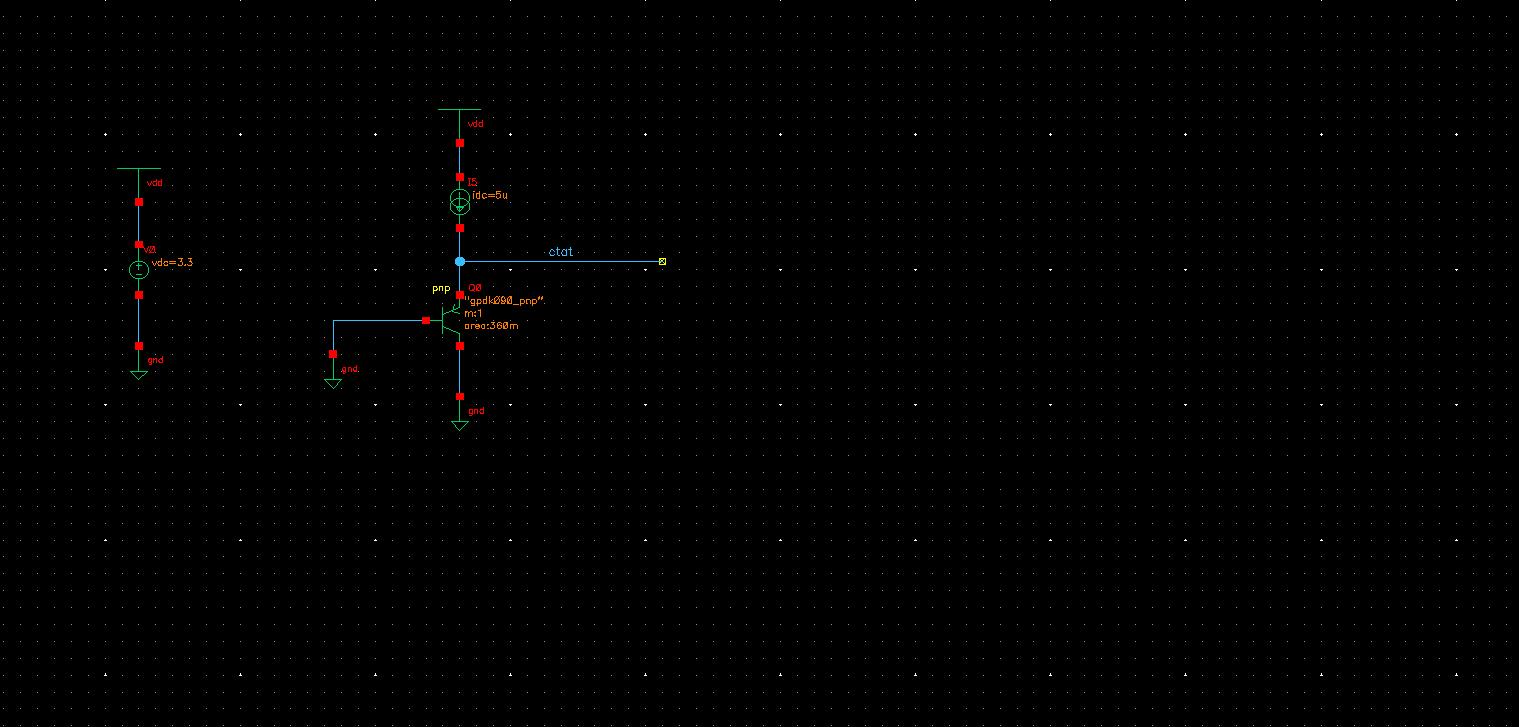 vdd
I5
idc=5u
vdd
V0
vdc=3.3
ctat
pnp
Q0
"gpdk090_pnp"
m:1
area:360m
gnd
gnd
gnd